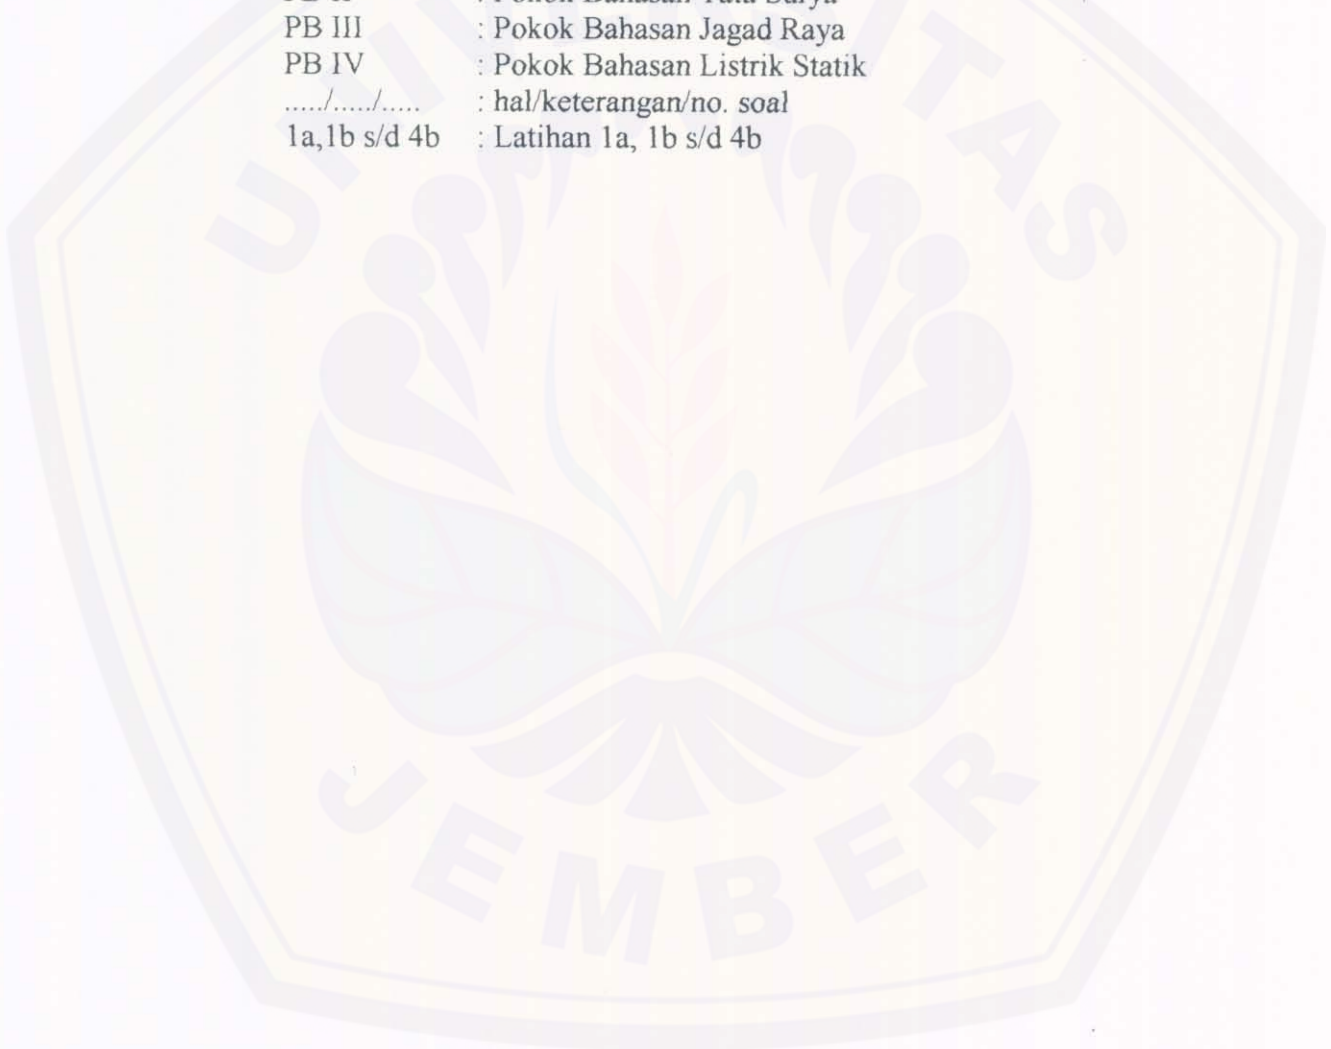 PB III : Pokok Bahasan Jagad Raya
PB IV : Pokok Bahasan Listrik Statik
...../...../..... : hal/keterangan/no. soal
1a,1b s/d 4b : Latihan 1a, 1b s/d 4b
JEMBER